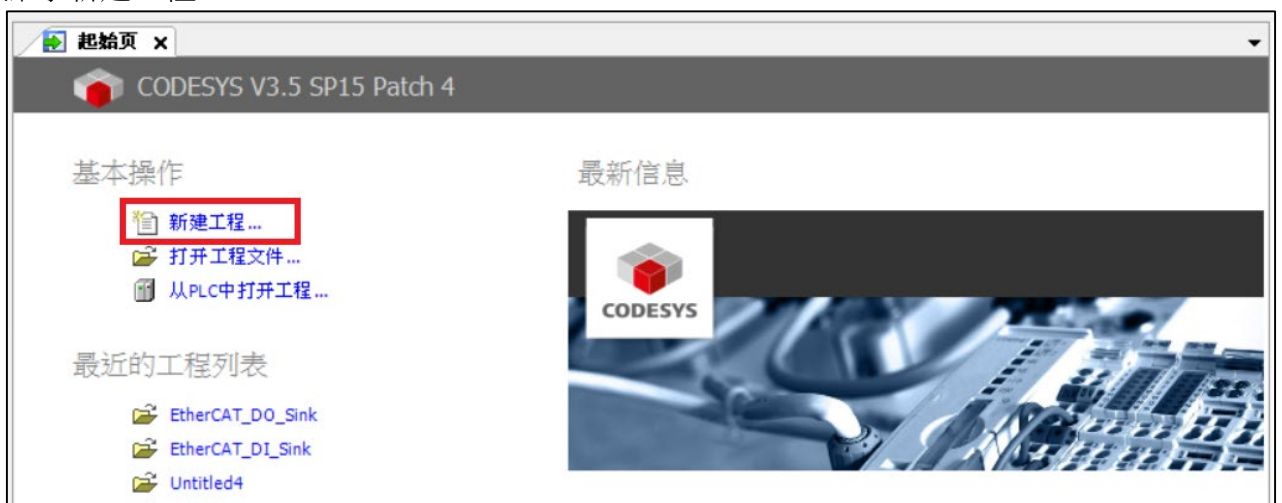 起始页
CODESYS V3.5 SP15 Patch 4
基本操作
新建工程...
打开工程文件...
从PLC中打开工程...
最近的工程列表
EtherCAT_DO_Sink
EtherCAT_DI_Sink
Untitled4
最新信息
CODESYS